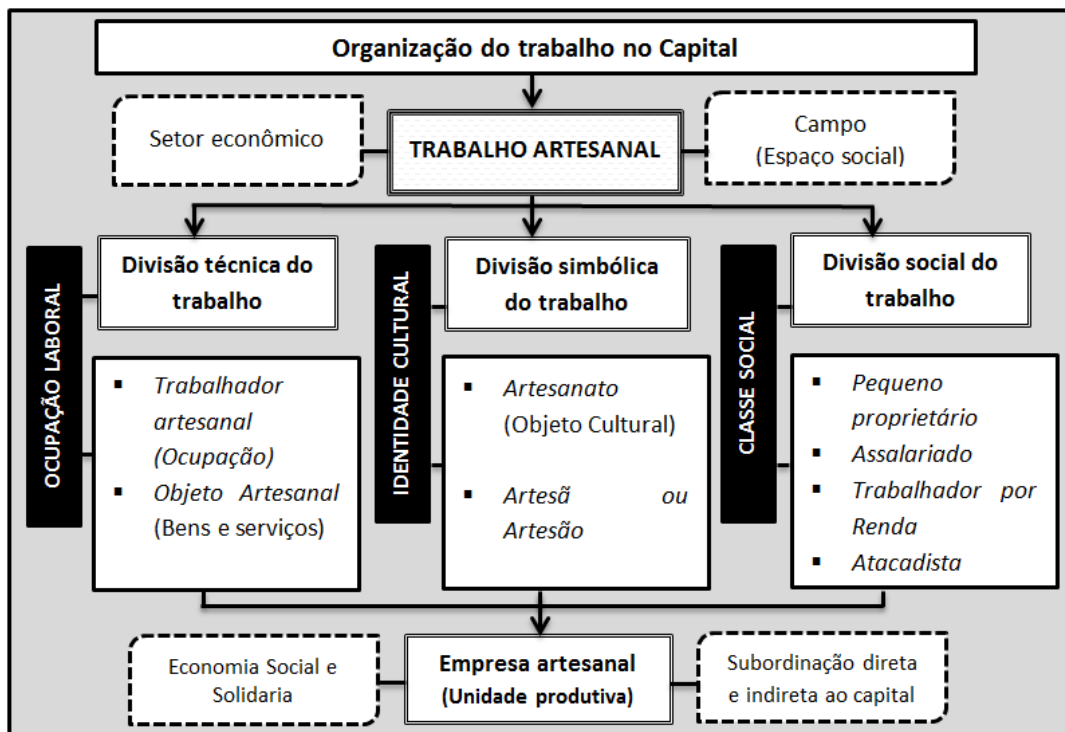 Organização do trabalho no Capital
Setor econômico
TRABALHO ARTESANAL
Campo
(Espaço social)
OCUPAÇÃO LABORAL
Divisão técnica do
trabalho
▪ Trabalhador
artesanal
(Ocupação)
▪ Objeto Artesanal
(Bens e serviços)
IDENTIDADE CULTURAL
Divisão simbólica
do trabalho
▪ Artesanato
(Objeto Cultural)
▪ Artesã ou
Artesão
CLASSE SOCIAL
Divisão social do
trabalho
▪ Pequeno
proprietário
▪ Assalariado
▪ Trabalhador por
Renda
▪ Atacadista
Economia Social e
Solidaria
Empresa artesanal
(Unidade produtiva)
Subordinação direta
e indireta ao capital